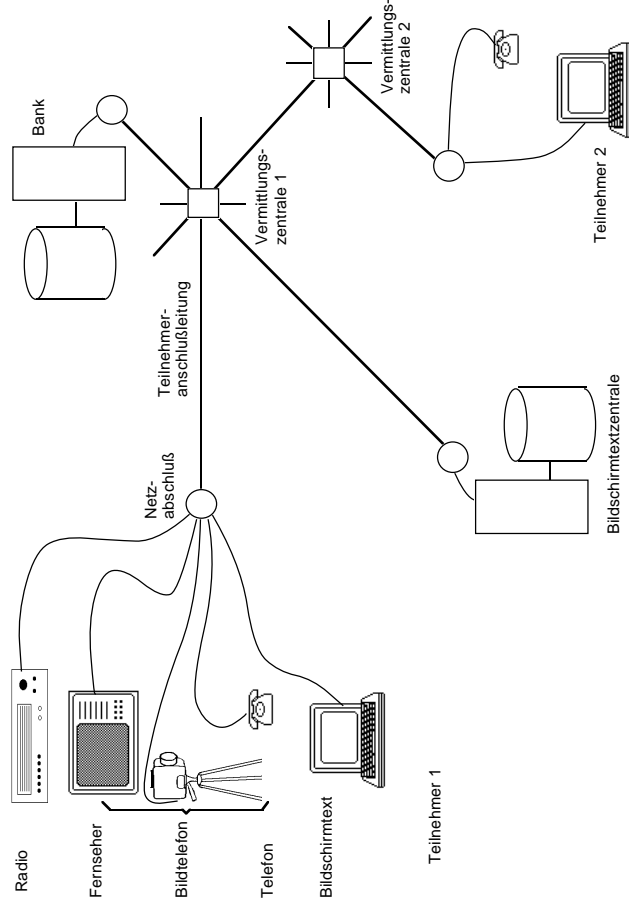 Radio
Fernseher
Bildtelefon
Telefon
Bildschirmtext
Teilnehmer 1
Netz-
abschluß
Teilnehmer-
anschlußleitung
Bank
Vermittlungs-
zentrale 1
Vermittlungs-
zentrale 2
Bildschirmtextzentrale
Teilnehmer 2